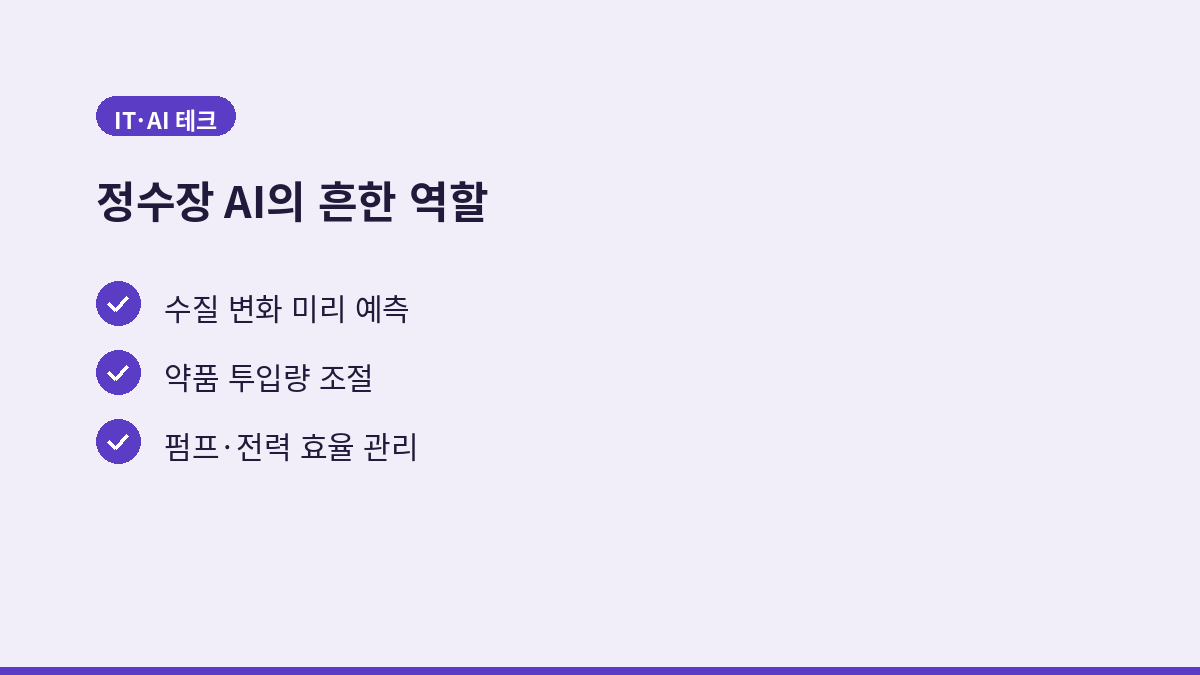 IT·AI 테크
정수장 AI의 흔한 역할
수질 변화 미리 예측
약품 투입량 조절
펌프·전력 효율 관리